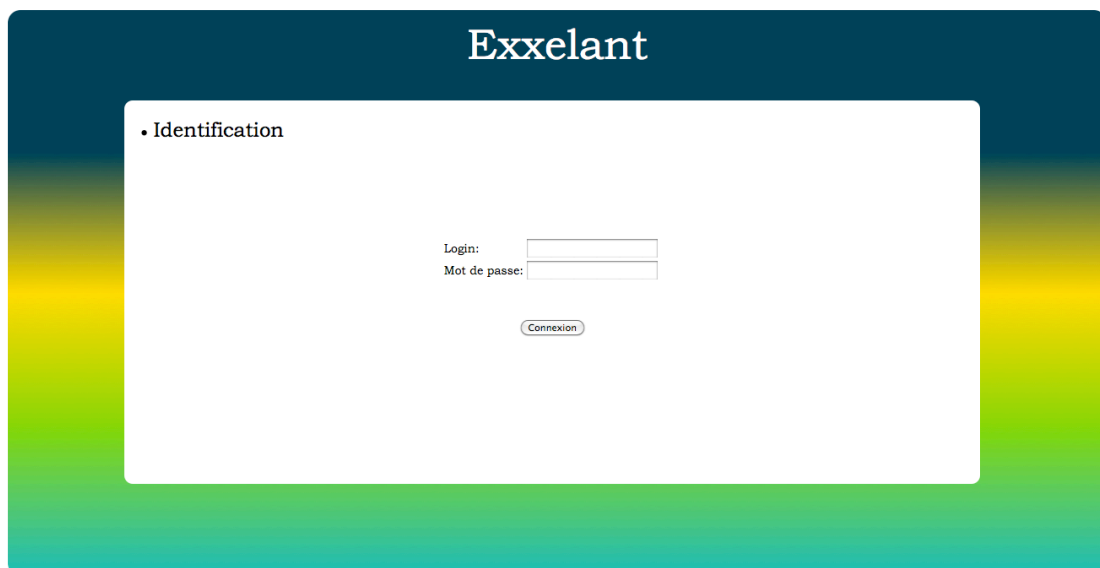 Exxelant
• Identification
Login:
Mot de passe:
Connexion